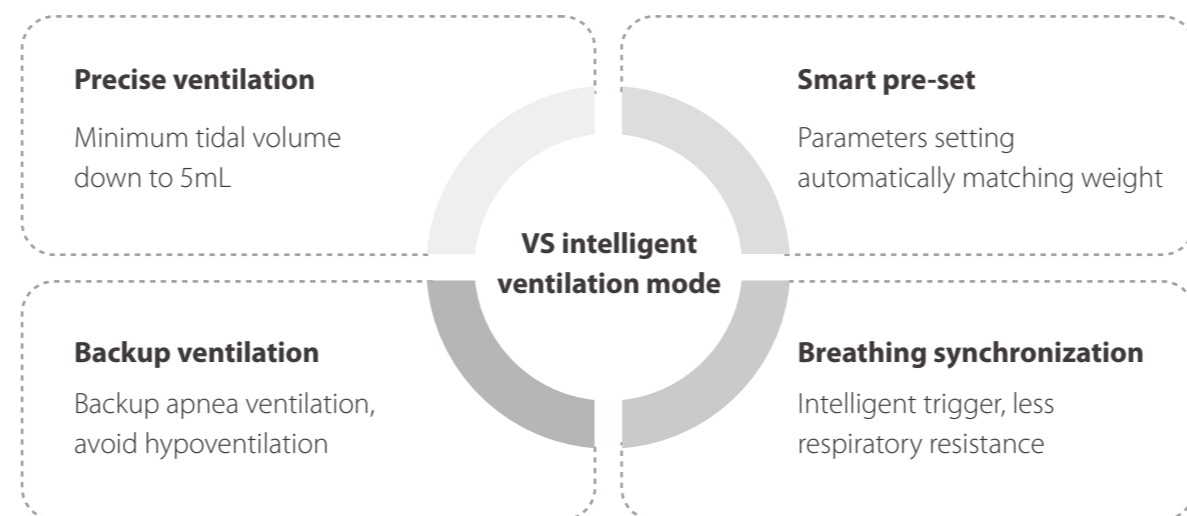 Precise ventilation
Minimum tidal volume
down to 5mL
Smart pre-set
Parameters setting
automatically matching weight
VS intelligent
ventilation mode
Backup ventilation
Backup apnea ventilation,
avoid hypoventilation
Breathing synchronization
Intelligent trigger, less
respiratory resistance